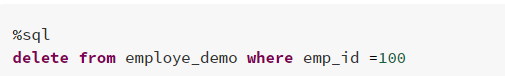 %sql
delete from employe_demo where emp_id =100